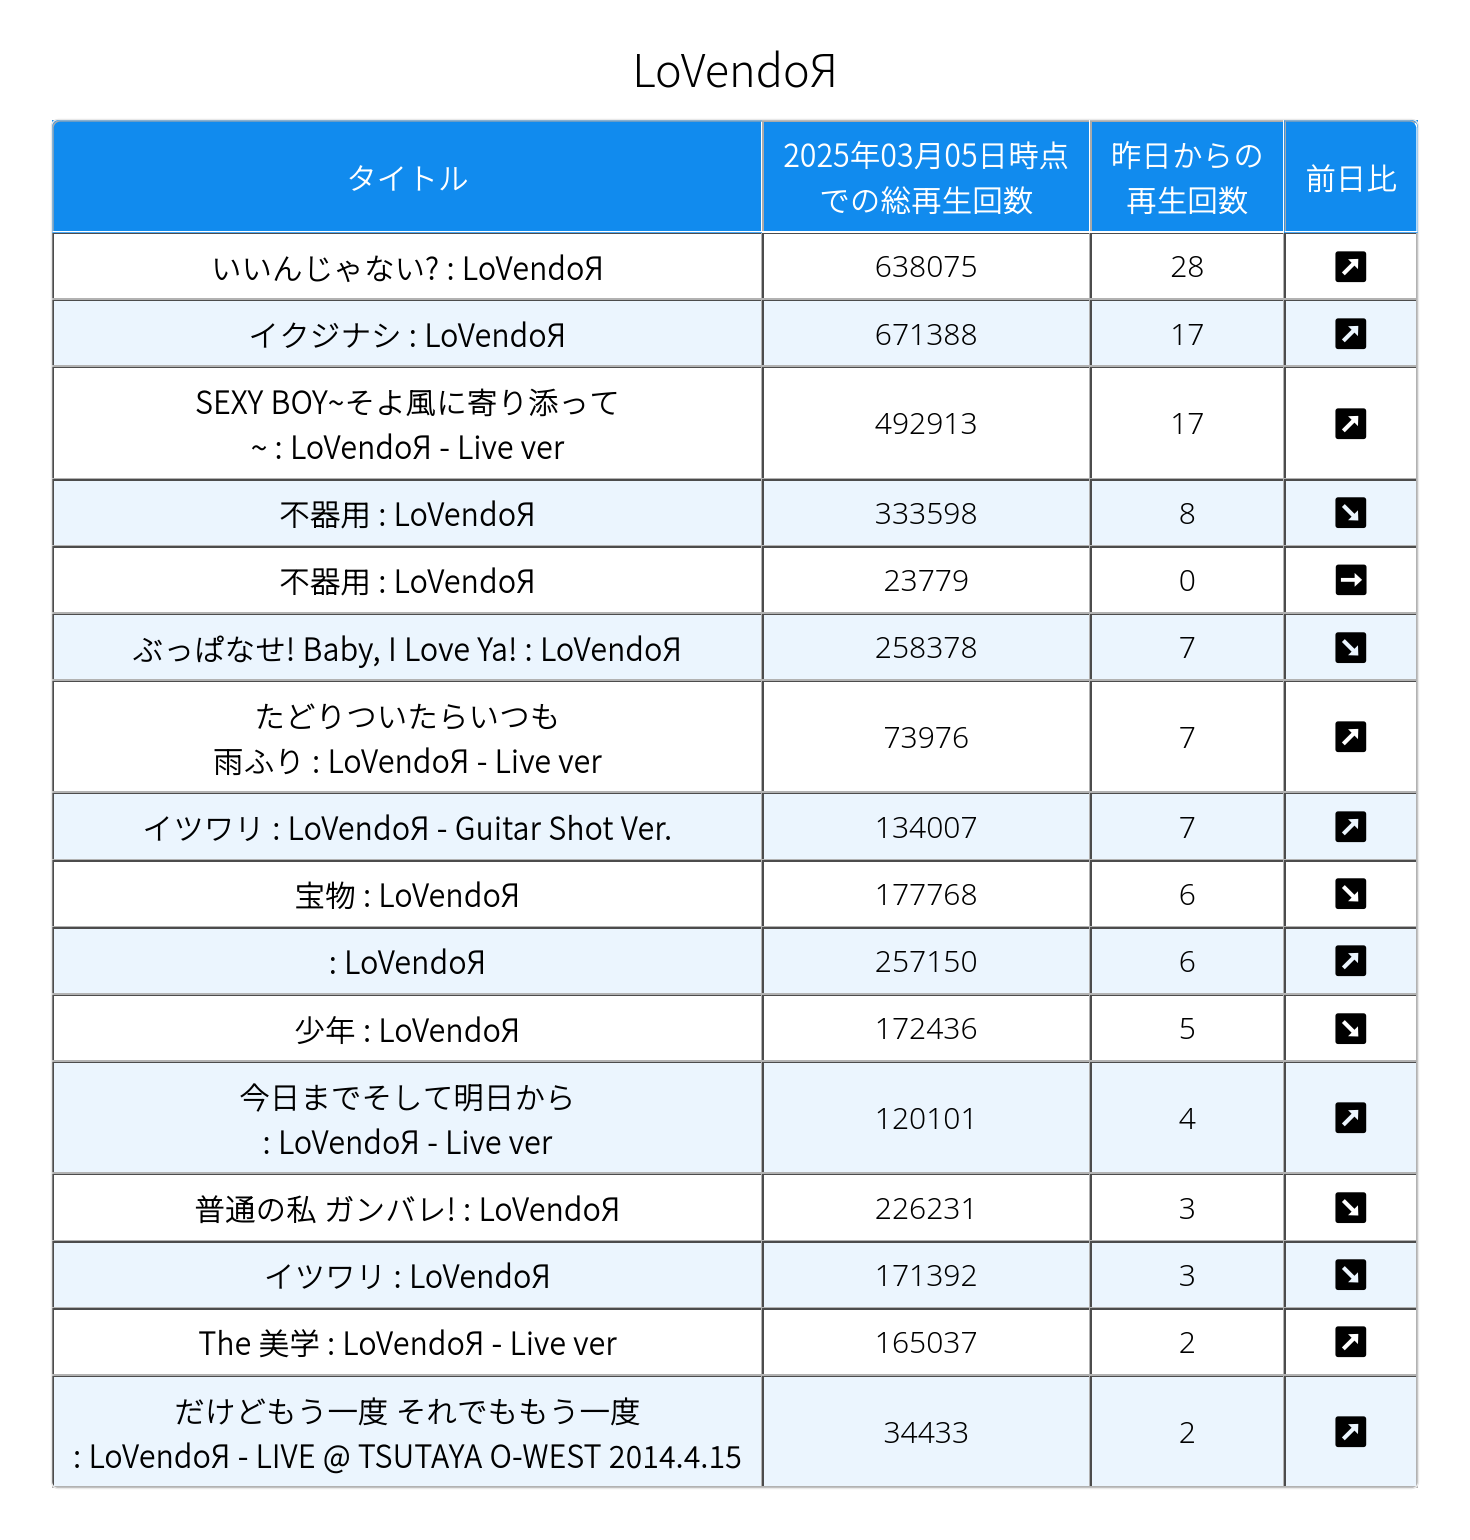 LoVendoЯ
タイトル
2025年03月05日時点
での総再生回数
昨日からの
再生回数
前日比
いいんじゃない? : LoVendoЯ
638075
28
イクジナシ : LoVendoЯ
671388
17
SEXY BOY~そよ風に寄り添って
~ : LoVendoЯ - Live ver
492913
17
不器用 : LoVendoЯ
333598
8
不器用 : LoVendoЯ
23779
0
ぶっぱなせ! Baby, I Love Ya! : LoVendoЯ
258378
7
たどりついたらいつも
雨ふり : LoVendoЯ - Live ver
73976
7
イツワリ : LoVendoЯ - Guitar Shot Ver.
134007
7
宝物 : LoVendoЯ
177768
6
: LoVendoЯ
257150
6
少年 : LoVendoЯ
172436
5
今日までそして明日から
: LoVendoЯ - Live ver
120101
4
普通の私 ガンバレ! : LoVendoЯ
226231
3
イツワリ : LoVendoЯ
171392
3
The 美学 : LoVendoЯ - Live ver
165037
2
だけどもう一度 それでももう一度
: LoVendoЯ - LIVE @ TSUTAYA O-WEST 2014.4.15
34433
2